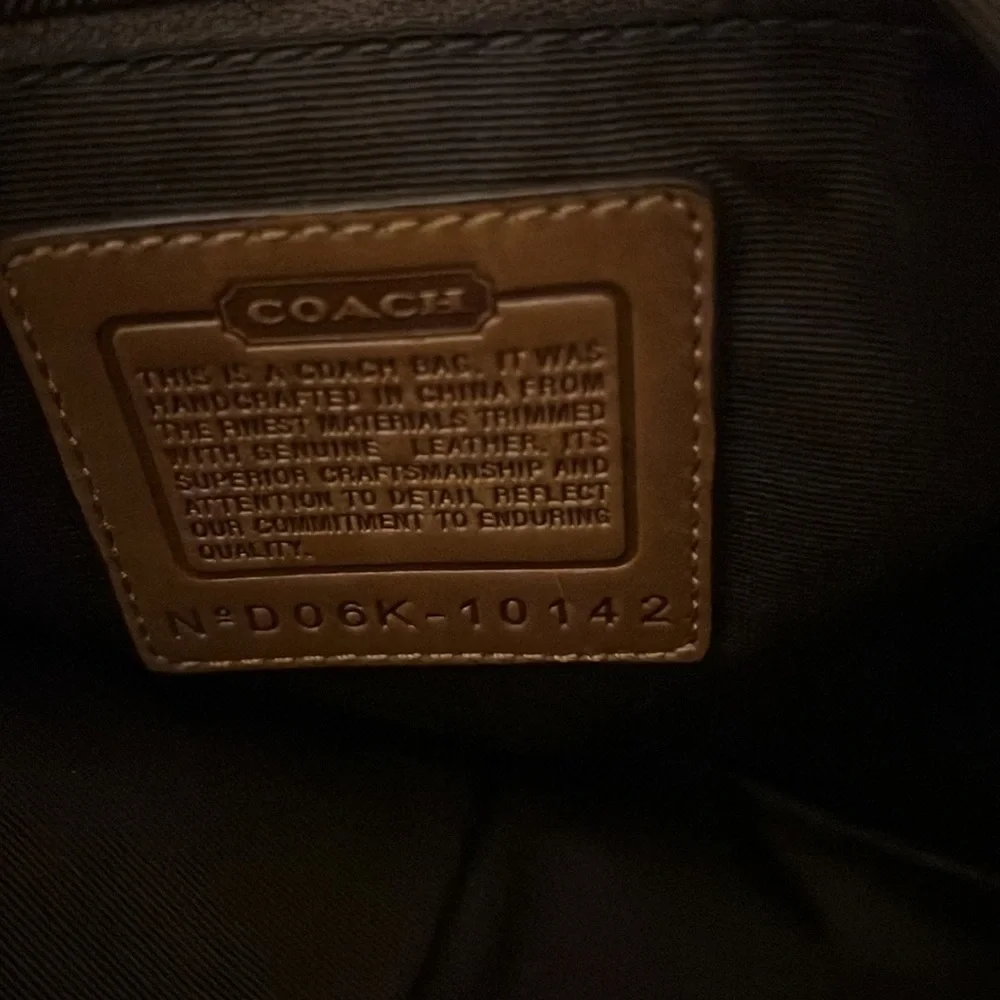 COACH
THIS IS A COACH BAG. IT WAS
HANDCRAFTED IN CHINA FROM
THE FINEST MATERIALS TRIMMED
WITH GENUINE LEATHER. ITS
SUPERIOR CRAFTSMANSHIP AND
ATTENTION TO DETAIL REFLECT
OUR COMMITMENT TO ENDURING
QUALITY.
Nº D06K-10142